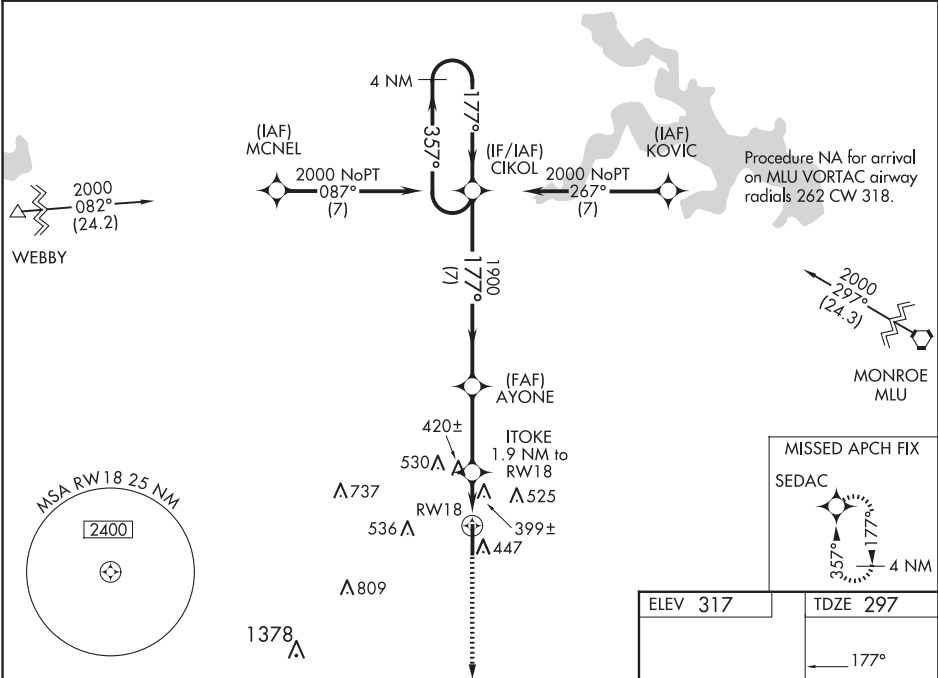 4 NM
177°
357°
(IAF)
MCNEL
2000 NoPT
087°
(7)
(IF/IAF)
CIKOL
2000 NoPT
267°
(7)
(IAF)
KOVIC
Procedure NA for arrival
on MLU VORTAC airway
radials 262 CW 318.
2000
082°
(24.2)
WEBBY
1900
177°
(7)
2000
297°
(24.3)
MONROE
MLU
(FAF)
AYONE
420±
530
ITOKE
1.9 NM to
RW18
737
525
RW18
536
399±
447
809
1378
MSA RW18 25 NM
2400
MISSED APCH FIX
SEDAC
357°
177°
4 NM
ELEV 317
TDZE 297
177°